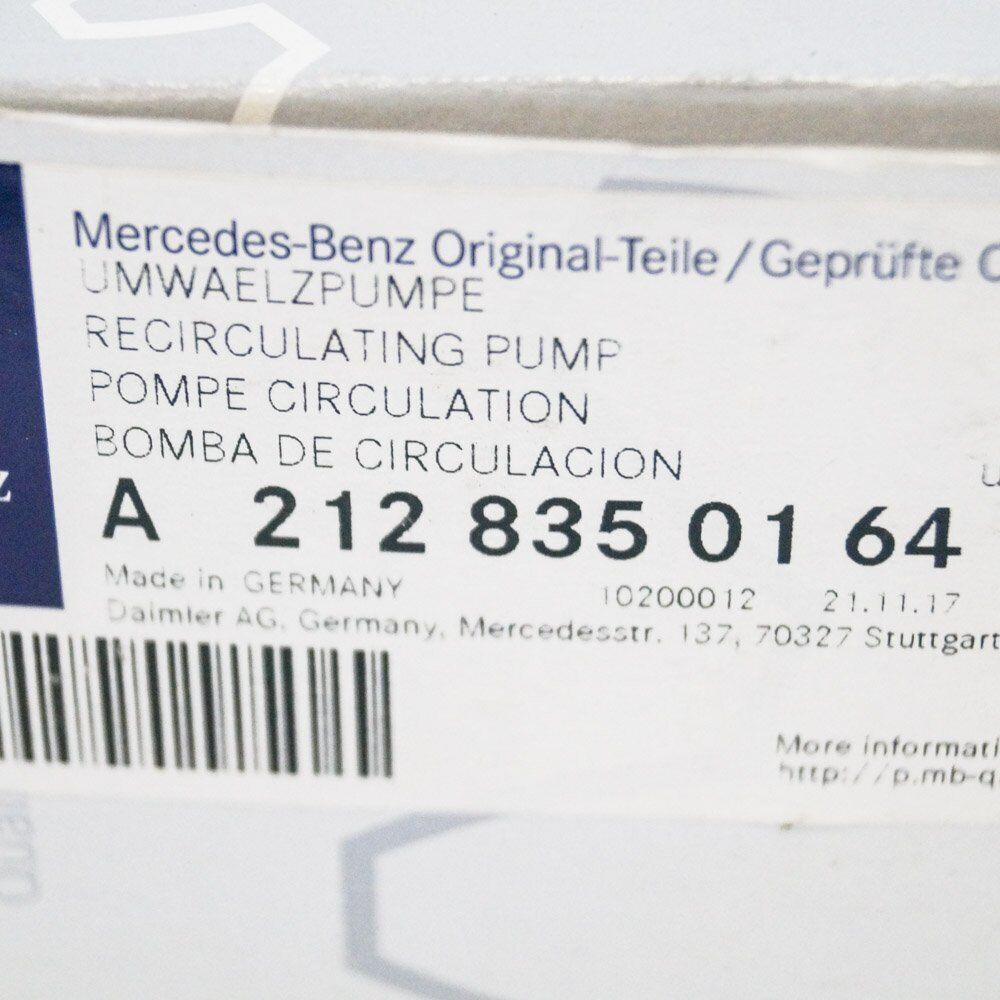 Mercedes-Benz Original-Teile / Geprüfte
UMWAELZPUMPE
RECIRCULATING PUMP
POMPE CIRCULATION
BOMBA DE CIRCULACION
A 212 835 01 64
Made in GERMANY 10200012 21.11.17
Daimler AG, Germany, Mercedesstr. 137, 70327 Stuttgart
More informati
http://p.mb-q